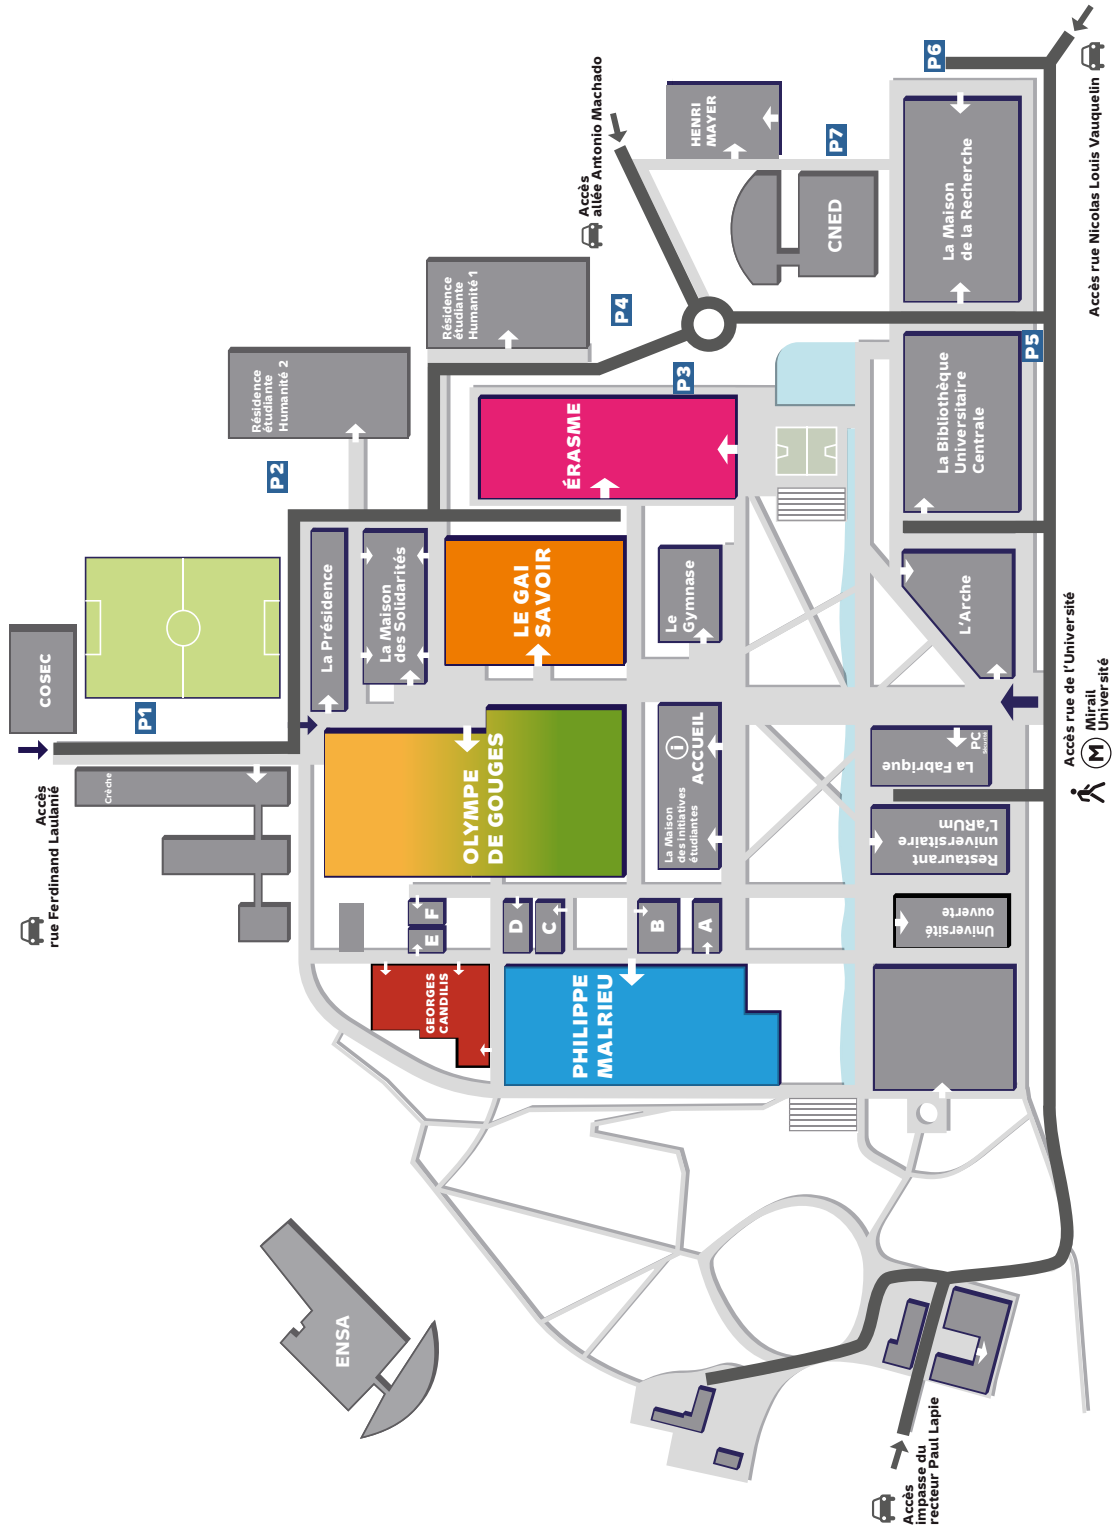 COSEC
P1
Accès
rue Ferdinand Laulanié
Crèche
P2
Résidence
étudiante
Humanité 2
Résidence
étudiante
Humanité 1
P4
Accès
allée Antonio Machado
HENRI
MAYER
P7
CNED
P6
La Maison
de la Recherche
Accès rue Nicolas Louis Vauquelin
P5
La Bibliothèque
Universitaire
Centrale
P3
ÉRASME
La Présidence
La Maison
des Solidarités
LE GAI
SAVOIR
Le
Gymnase
L'Arche
Accès rue de l'Université
M
Mirail
Université
OLYMPE
DE GOUGES
i
ACCUEIL
La Maison
des initiatives
étudiantes
La Fabrique
PC
Sécurité
Restaurant
universitaire
L'aRUm
Université
ouverte
F
E
D
C
B
A
GEORGES
CANDILIS
PHILIPPE
MALRIEU
ENSA
Accès
impasse du
recteur Paul Lapie